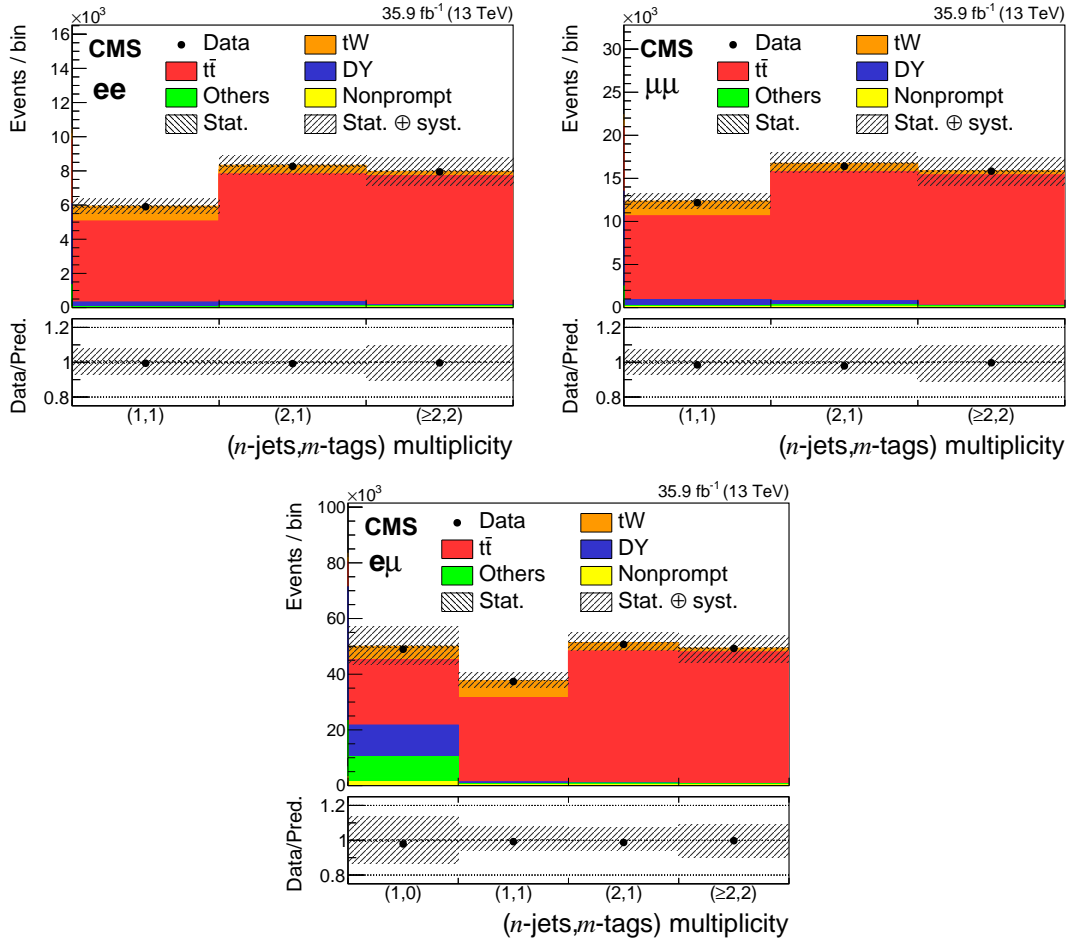 ×10³ 35.9 fb⁻¹ (13 TeV)
CMS
ee
Data tW
tt̄ DY
Others Nonprompt
Stat. Stat. ⊕ syst.
Events / bin
16
14
12
10
8
6
4
2
0
Data/Pred.
1.2
1
0.8
(1,1) (2,1) (≥2,2)
(n-jets,m-tags) multiplicity
×10³ 35.9 fb⁻¹ (13 TeV)
CMS
μμ
Data tW
tt̄ DY
Others Nonprompt
Stat. Stat. ⊕ syst.
Events / bin
30
25
20
15
10
5
0
Data/Pred.
1.2
1
0.8
(1,1) (2,1) (≥2,2)
(n-jets,m-tags) multiplicity
×10³ 35.9 fb⁻¹ (13 TeV)
CMS
eμ
Data tW
tt̄ DY
Others Nonprompt
Stat. Stat. ⊕ syst.
Events / bin
100
80
60
40
20
0
Data/Pred.
1.2
1
0.8
(1,0) (1,1) (2,1) (≥2,2)
(n-jets,m-tags) multiplicity